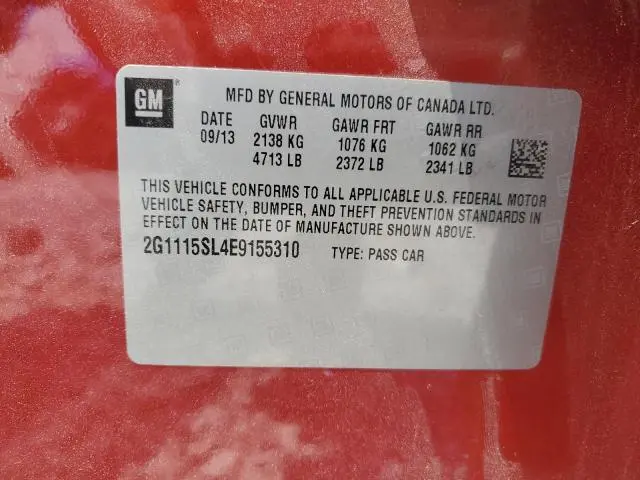 GM
MFD BY GENERAL MOTORS OF CANADA LTD.
DATE GVWR GAWR FRT GAWR RR
09/13 2138 KG 1076 KG 1062 KG
4713 LB 2372 LB 2341 LB
THIS VEHICLE CONFORMS TO ALL APPLICABLE U.S. FEDERAL MOTOR
VEHICLE SAFETY, BUMPER, AND THEFT PREVENTION STANDARDS IN
EFFECT ON THE DATE OF MANUFACTURE SHOWN ABOVE.
2G1115SL4E9155310 TYPE: PASS CAR